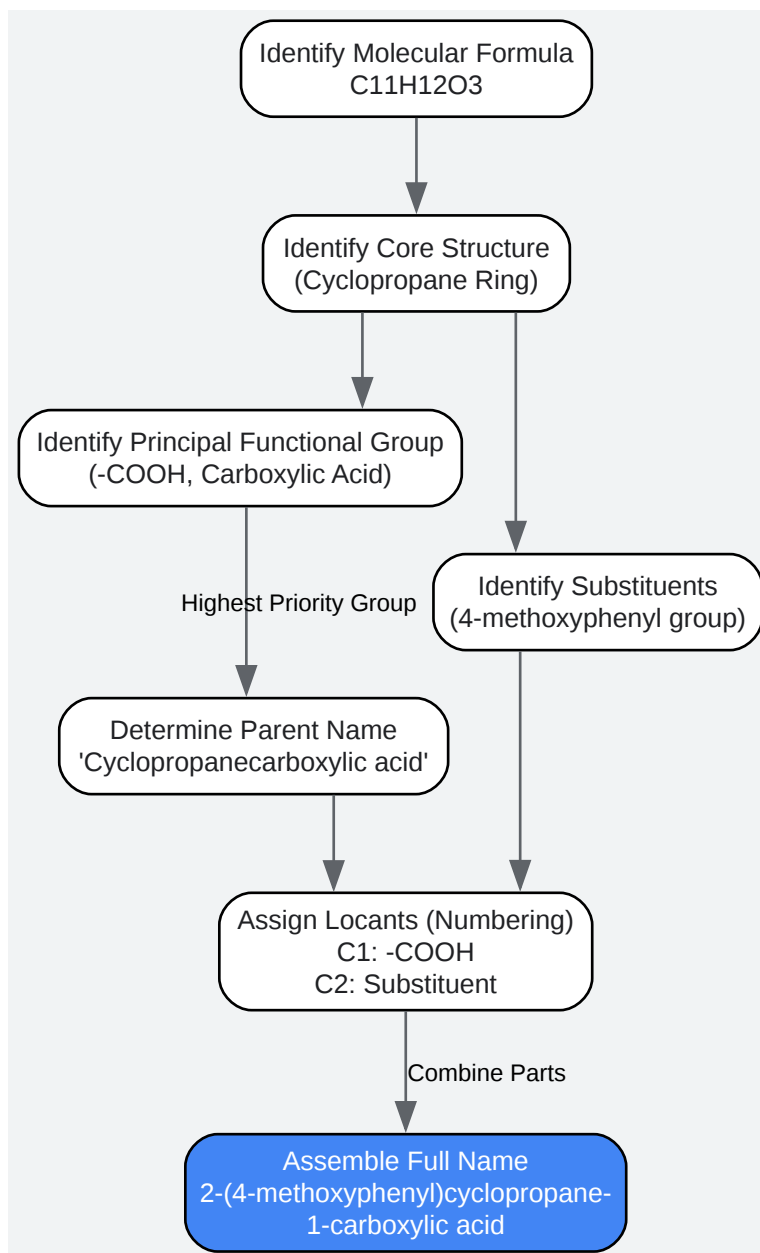 Identify Molecular Formula
C11H12O3
Identify Core Structure
(Cyclopropane Ring)
Identify Principal Functional Group
(-COOH, Carboxylic Acid)
Highest Priority Group
Identify Substituents
(4-methoxyphenyl group)
Determine Parent Name
'Cyclopropanecarboxylic acid'
Assign Locants (Numbering)
C1: -COOH
C2: Substituent
Combine Parts
Assemble Full Name
2-(4-methoxyphenyl)cyclopropane-
1-carboxylic acid